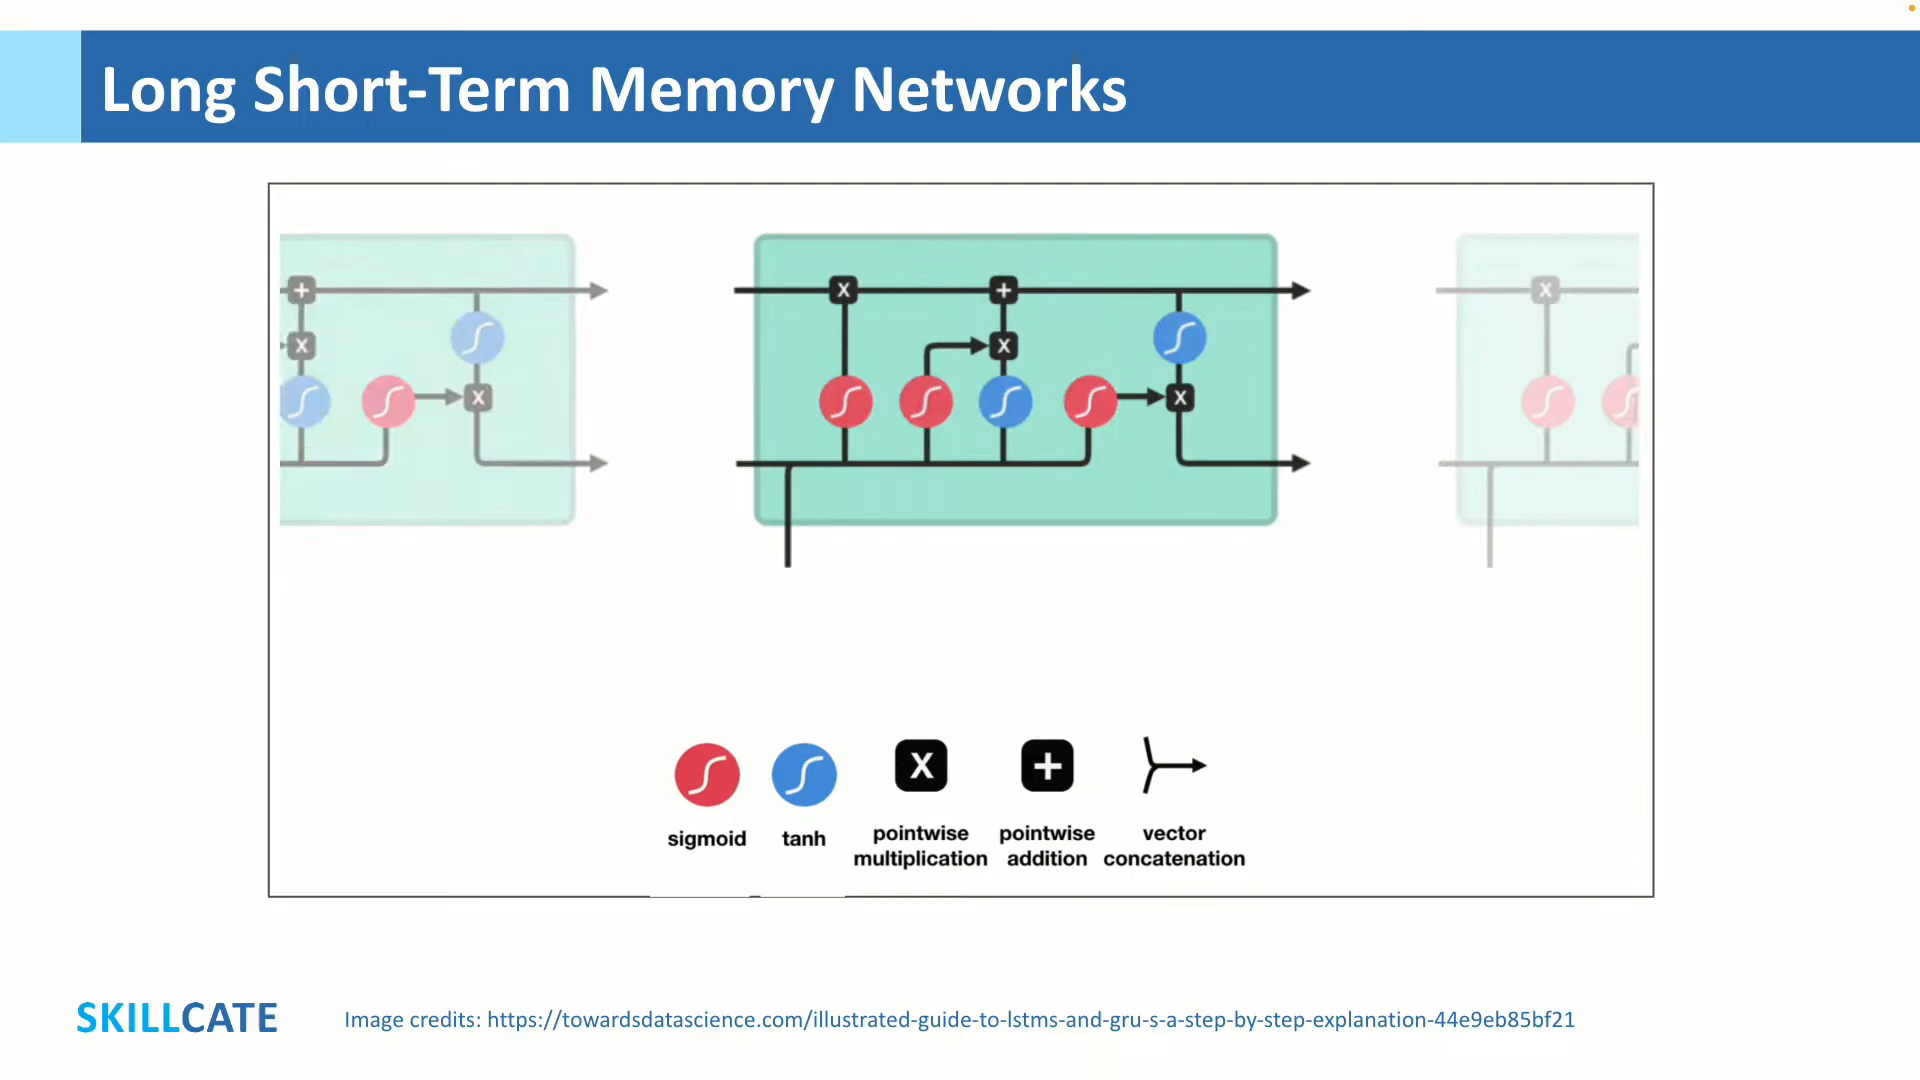 Long Short-Term Memory Networks
X + X
+ X X X X
sigmoid tanh pointwise multiplication pointwise addition vector concatenation
SKILLCATE
Image credits: https://towardsdatascience.com/illustrated-guide-to-lstms-and-gru-s-a-step-by-step-explanation-44e9eb85bf21